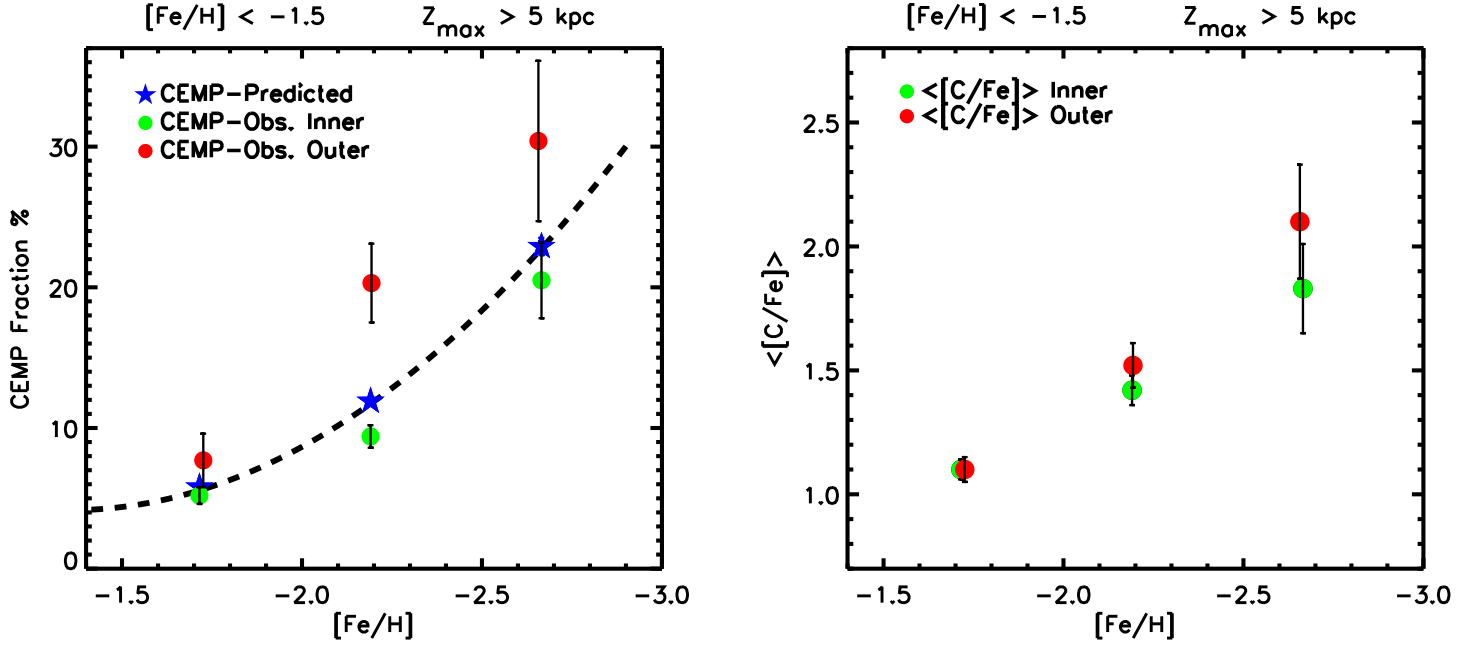 [Fe/H] < -1.5 Zmax > 5 kpc
CEMP-Predicted
CEMP-Obs. Inner
CEMP-Obs. Outer
30
20
10
0
CEMP Fraction %
-1.5 -2.0 -2.5 -3.0
[Fe/H]
[Fe/H] < -1.5 Zmax > 5 kpc
<[C/Fe]> Inner
<[C/Fe]> Outer
2.5
2.0
1.5
1.0
<[C/Fe]>
-1.5 -2.0 -2.5 -3.0
[Fe/H]